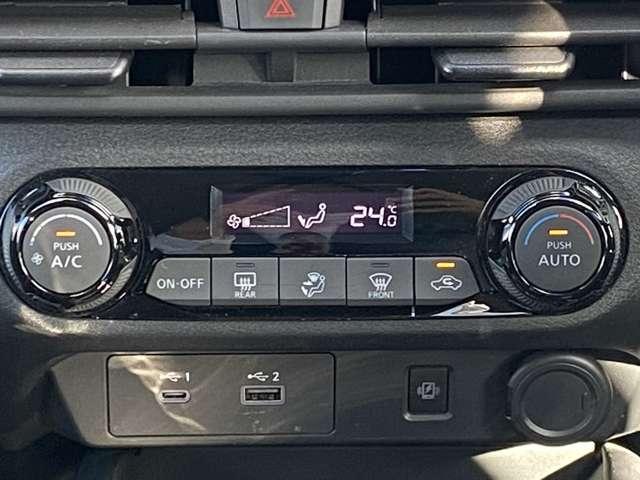 24.0 °C
PUSH
A/C
ON·OFF
REAR
FRONT
PUSH
AUTO
1
2